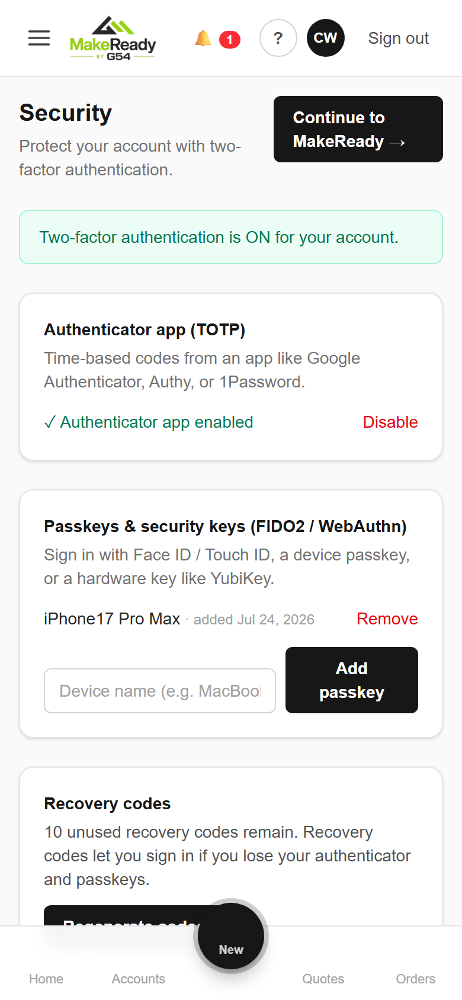 MakeReady
BY G54
1
?
CW
Sign out
Security
Protect your account with two-
factor authentication.
Continue to
MakeReady →
Two-factor authentication is ON for your account.
Authenticator app (TOTP)
Time-based codes from an app like Google
Authenticator, Authy, or 1Password.
✓ Authenticator app enabled
Disable
Passkeys & security keys (FIDO2 / WebAuthn)
Sign in with Face ID / Touch ID, a device passkey,
or a hardware key like YubiKey.
iPhone17 Pro Max · added Jul 24, 2026
Remove
Device name (e.g. MacBook
Add
passkey
Recovery codes
10 unused recovery codes remain. Recovery
codes let you sign in if you lose your authenticator
and passkeys.
Regenerate codes
New
Home
Accounts
Quotes
Orders